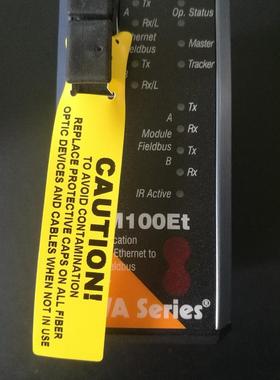 Tx
A
Op. Status
Rx/L
Ethernet
Fieldbus
Master
Tx
B
Tracker
Rx/L
Tx
A
Rx
Module
Fieldbus
Tx
B
Rx
IR Active
M100Et
Ethernet to
VA Series®
CAUTION!
TO AVOID CONTAMINATION
REPLACE PROTECTIVE CAPS ON ALL FIBER
OPTIC DEVICES AND CABLES WHEN NOT IN USE